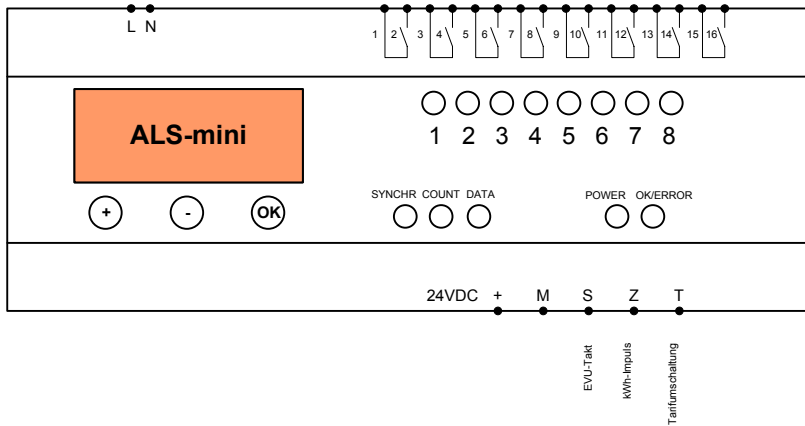 L N
1 2 3 4 5 6 7 8 9 10 11 12 13 14 15 16
ALS-mini
1 2 3 4 5 6 7 8
SYNCHR COUNT DATA
POWER OK/ERROR
+ - OK
24VDC + M S Z T
EVU-Takt
kWh-Impuls
Tarifumschaltung